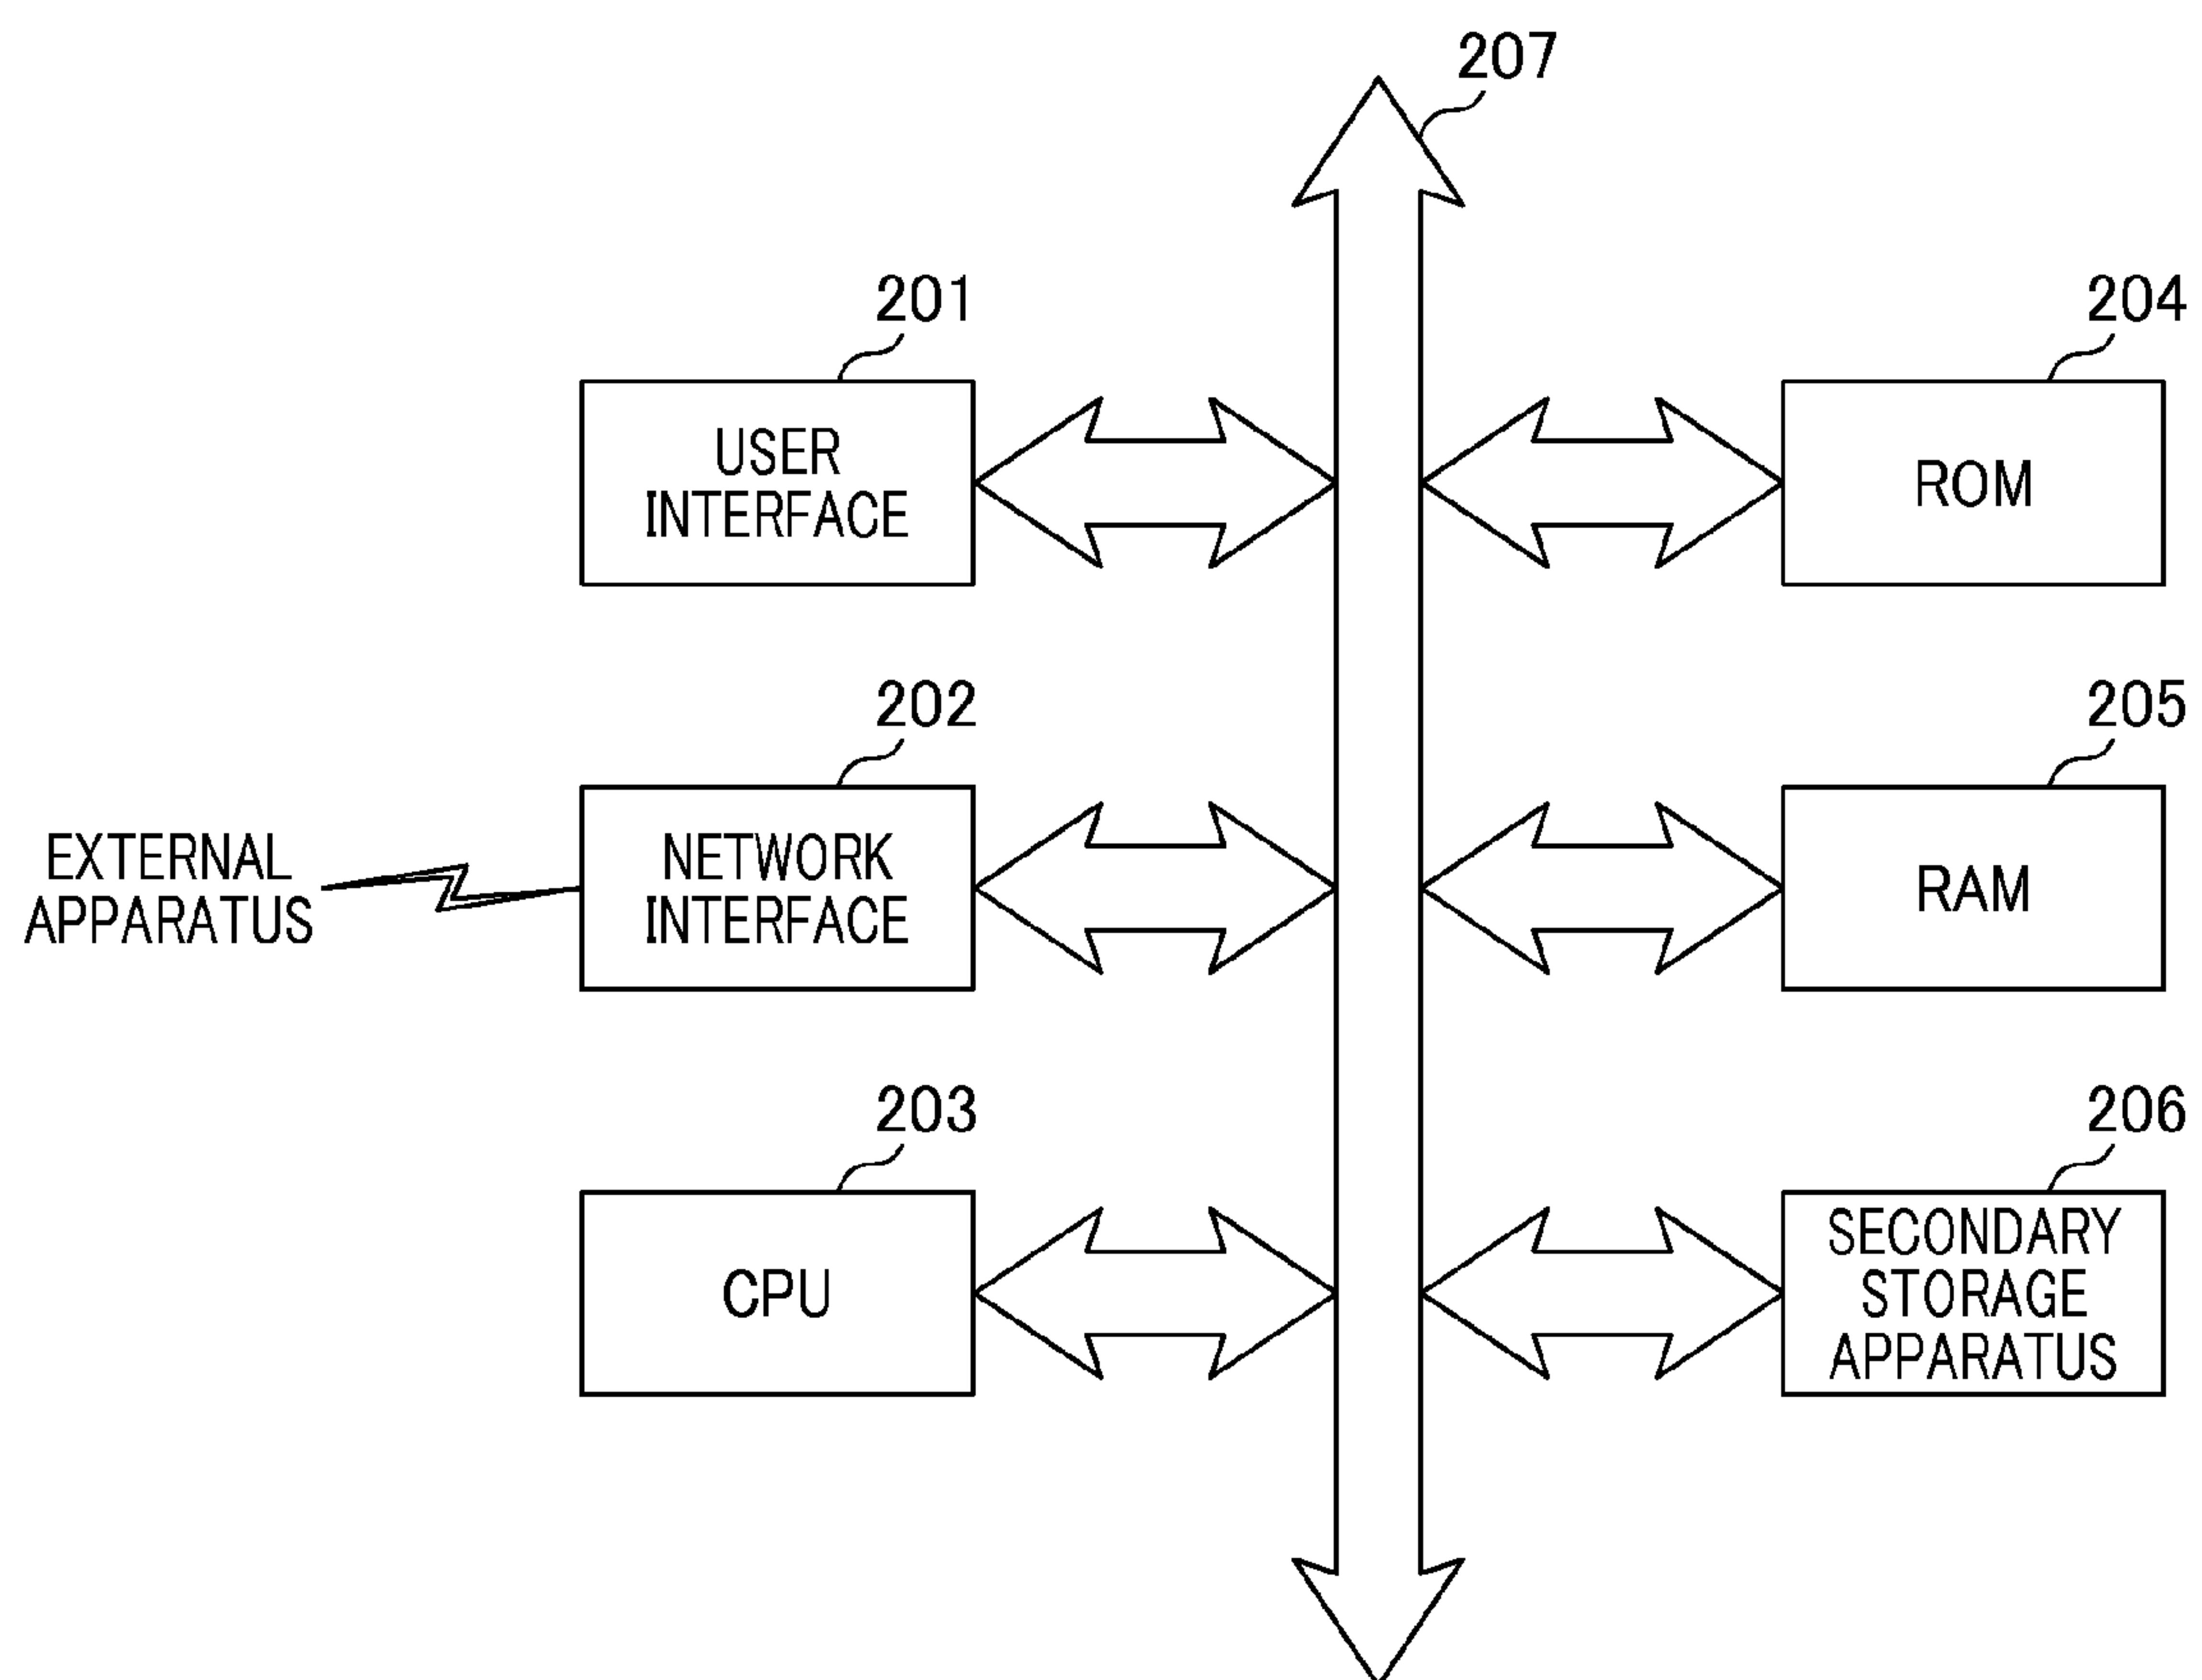 207
201
USER
INTERFACE
204
ROM
202
NETWORK
INTERFACE
EXTERNAL
APPARATUS
205
RAM
203
CPU
206
SECONDARY
STORAGE
APPARATUS